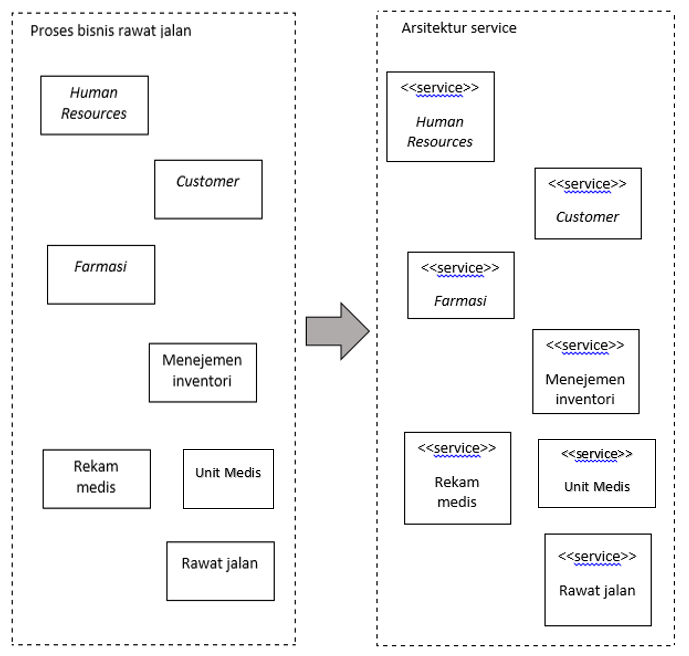 Proses bisnis rawat jalan
Human
Resources
Customer
Farmasi
Menejemen
inventori
Rekam
medis
Unit Medis
Rawat jalan
Arsitektur service
<<service>>
Human
Resources
<<service>>
Customer
<<service>>
Farmasi
<<service>>
Menejemen
inventori
<<service>>
Rekam
medis
<<service>>
Unit Medis
<<service>>
Rawat jalan